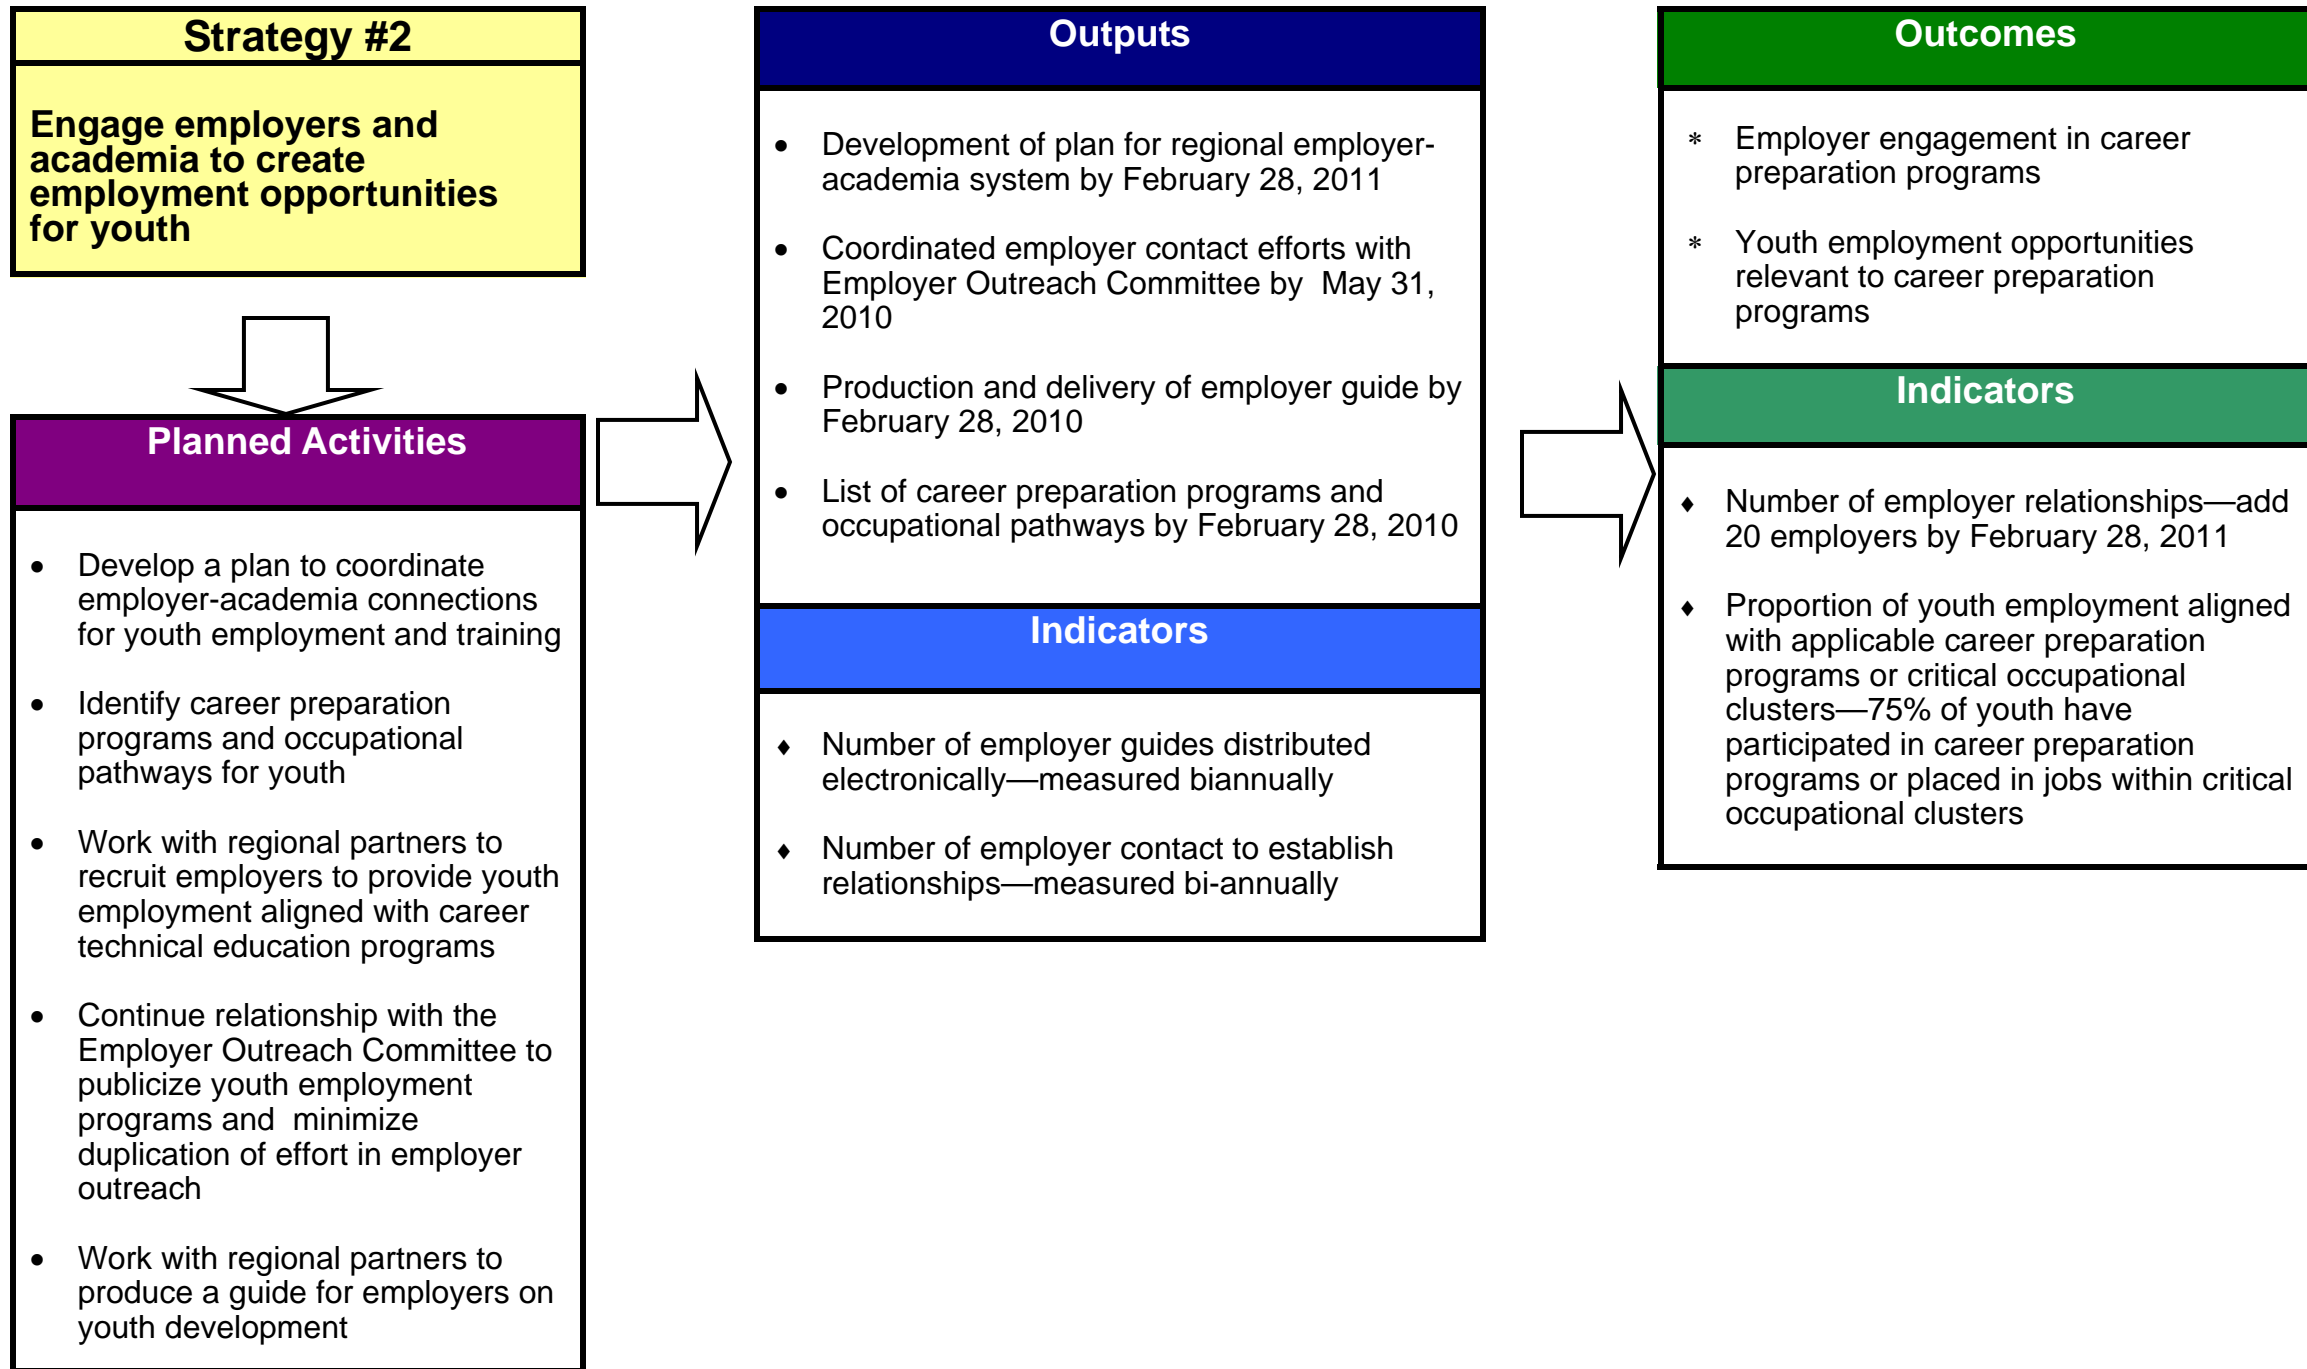 Strategy #2
Engage employers and
academia to create
employment opportunities
for youth
Planned Activities
• Develop a plan to coordinate
employer-academia connections
for youth employment and training
• Identify career preparation
programs and occupational
pathways for youth
• Work with regional partners to
recruit employers to provide youth
employment aligned with career
technical education programs
• Continue relationship with the
Employer Outreach Committee to
publicize youth employment
programs and  minimize
duplication of effort in employer
outreach
• Work with regional partners to
produce a guide for employers on
youth development
Outputs
• Development of plan for regional employer-
academia system by February 28, 2011
• Coordinated employer contact efforts with
Employer Outreach Committee by  May 31,
2010
• Production and delivery of employer guide by
February 28, 2010
• List of career preparation programs and
occupational pathways by February 28, 2010
Indicators
♦ Number of employer guides distributed
electronically—measured biannually
♦ Number of employer contact to establish
relationships—measured bi-annually
Outcomes
* Employer engagement in career
preparation programs
* Youth employment opportunities
relevant to career preparation
programs
Indicators
♦ Number of employer relationships—add
20 employers by February 28, 2011
♦ Proportion of youth employment aligned
with applicable career preparation
programs or critical occupational
clusters—75% of youth have
participated in career preparation
programs or placed in jobs within critical
occupational clusters